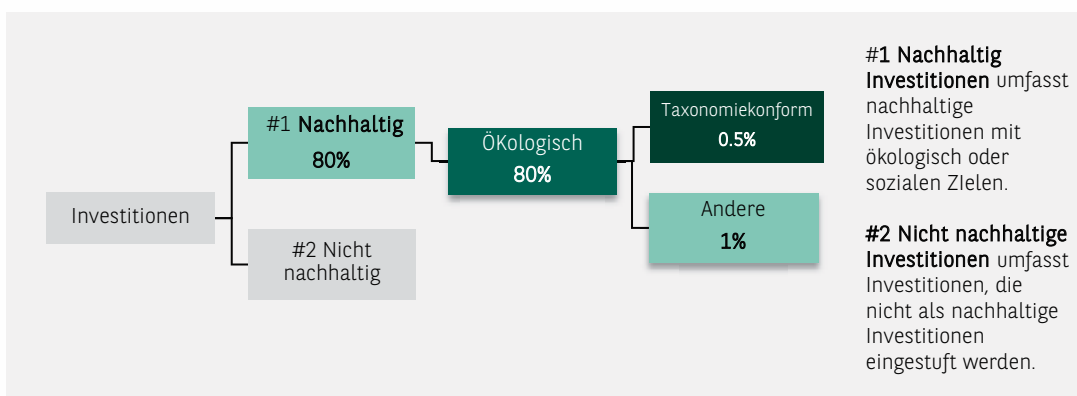 Investitionen
#1 Nachhaltig
80%
#2 Nicht
nachhaltig
ÖKologisch
80%
Taxonomiekonform
0.5%
Andere
1%
#1 Nachhaltig
Investitionen umfasst
nachhaltige
Investitionen mit
ökologisch oder
sozialen ZIelen.
#2 Nicht nachhaltige
Investitionen umfasst
Investitionen, die
nicht als nachhaltige
Investitionen
eingestuft werden.